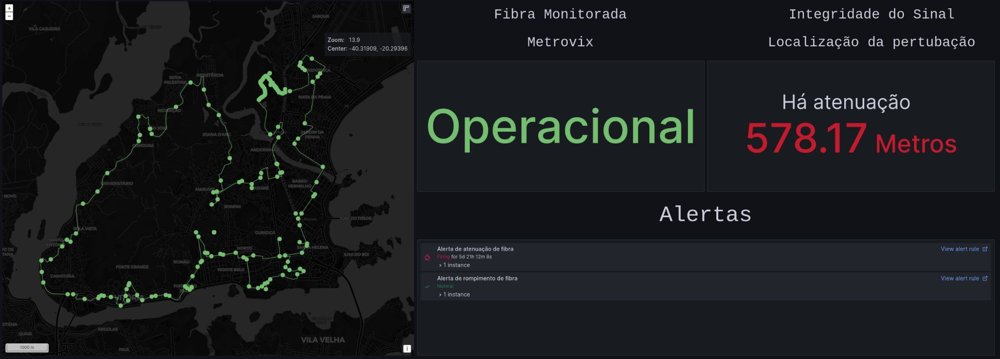 +
−
JABOUR
VILA CAJUEIRO
Zoom: 13.9
Center: -40.31909, -20.29396
NOVA
PALESTINA
RESISTÊNCIA
REPÚBLICA
MATA DA PRAIA
REDENÇÃO
SÃO JOSÉ
JOANA D'ARC
JARDIM DA
PENHA
COMDUSA
ANDORINHAS
UNIVERSITÁRIO
MARUÍPE
BARRO
VERMELHO
BONFIM
ILHA DO FRADE
BELA VISTA
GURIGICA
SANTO
ANTÔNIO
HORTO
SANTA HELENA
ILHA DO BOI
ROMÃO
FONTE GRANDE
MONTE BELO
CARATOÍRA
VITÓRIA
ARGOLAS
QUARI
VILA VELHA
PAUL
1000 m
i
Fibra Monitorada
Metrovix
Operacional
Integridade do Sinal
Localização da pertubação
Há atenuação
578.17 Metros
Alertas
Alerta de atenuação de fibra
View alert rule
Firing for 5d 21h 12m 8s
> 1 instance
Alerta de rompimento de fibra
View alert rule
Normal
> 1 instance